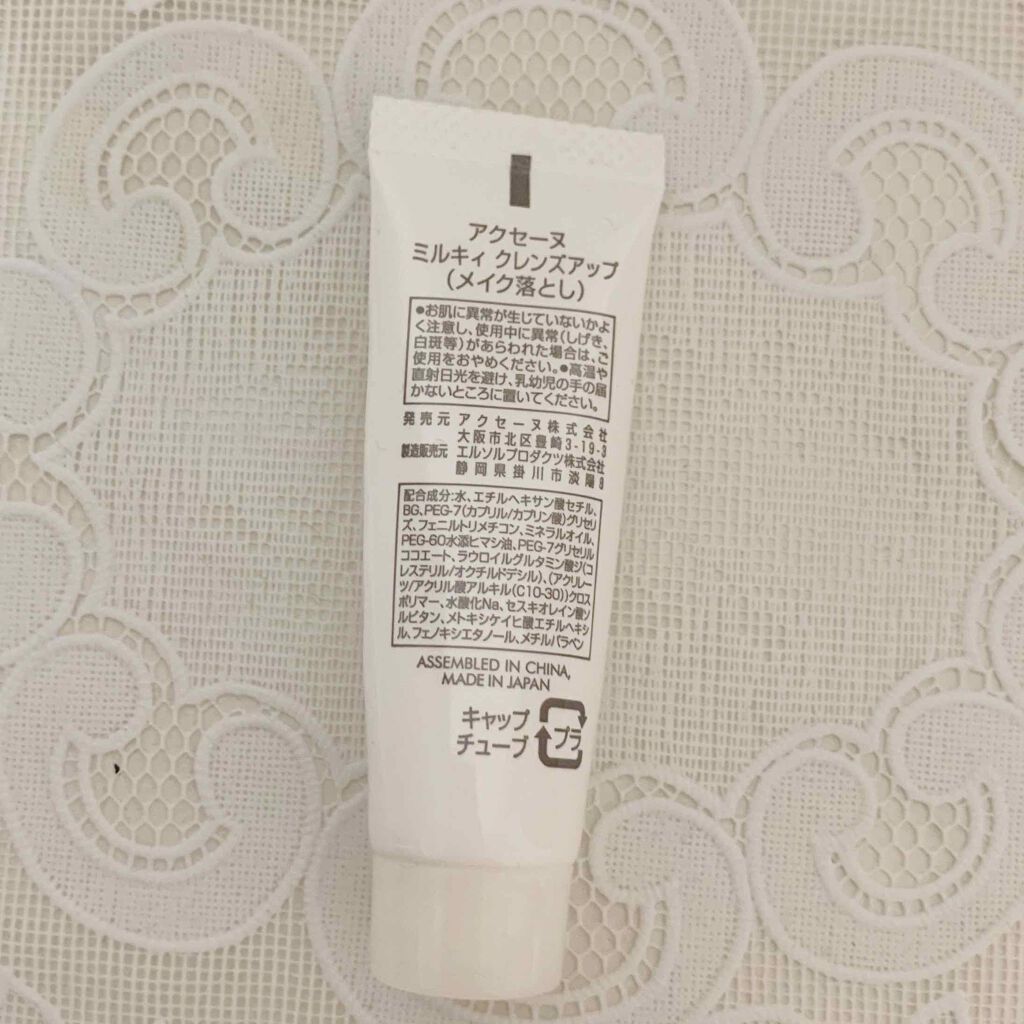 アクセーヌ
ミルキィ クレンズアップ
(メイク落とし)
●お肌に異常が生じていないかよ
く注意し、使用中に異常(しげき、
白斑等)があらわれた場合は、ご
使用をおやめください。●高温や
直射日光を避け、乳幼児の手の届
かないところに置いてください。
発売元 アクセーヌ株式会社
大阪市北区豊崎3-19-3
製造販売元 エルソルプロダクツ株式会社
静岡県掛川市淡陽8
配合成分:水、エチルヘキサン酸セチル、
BG、PEG-7(カプリル/カプリン酸)グリセリ
ズ、フェニルトリメチコン、ミネラルオイル、
PEG-60水添ヒマシ油、PEG-7グリセリル
ココエート、ラウロイルグルタミン酸ジ(コ
レステリル/オクチルドデシル)、(アクリレー
ツ/アクリル酸アルキル(C10-30))クロス
ポリマー、水酸化Na、セスキオレイン酸ソ
ルビタン、メトキシケイヒ酸エチルヘキシ
ル、フェノキシエタノール、メチルパラベン
ASSEMBLED IN CHINA,
MADE IN JAPAN
キャップ
チューブ
プラ